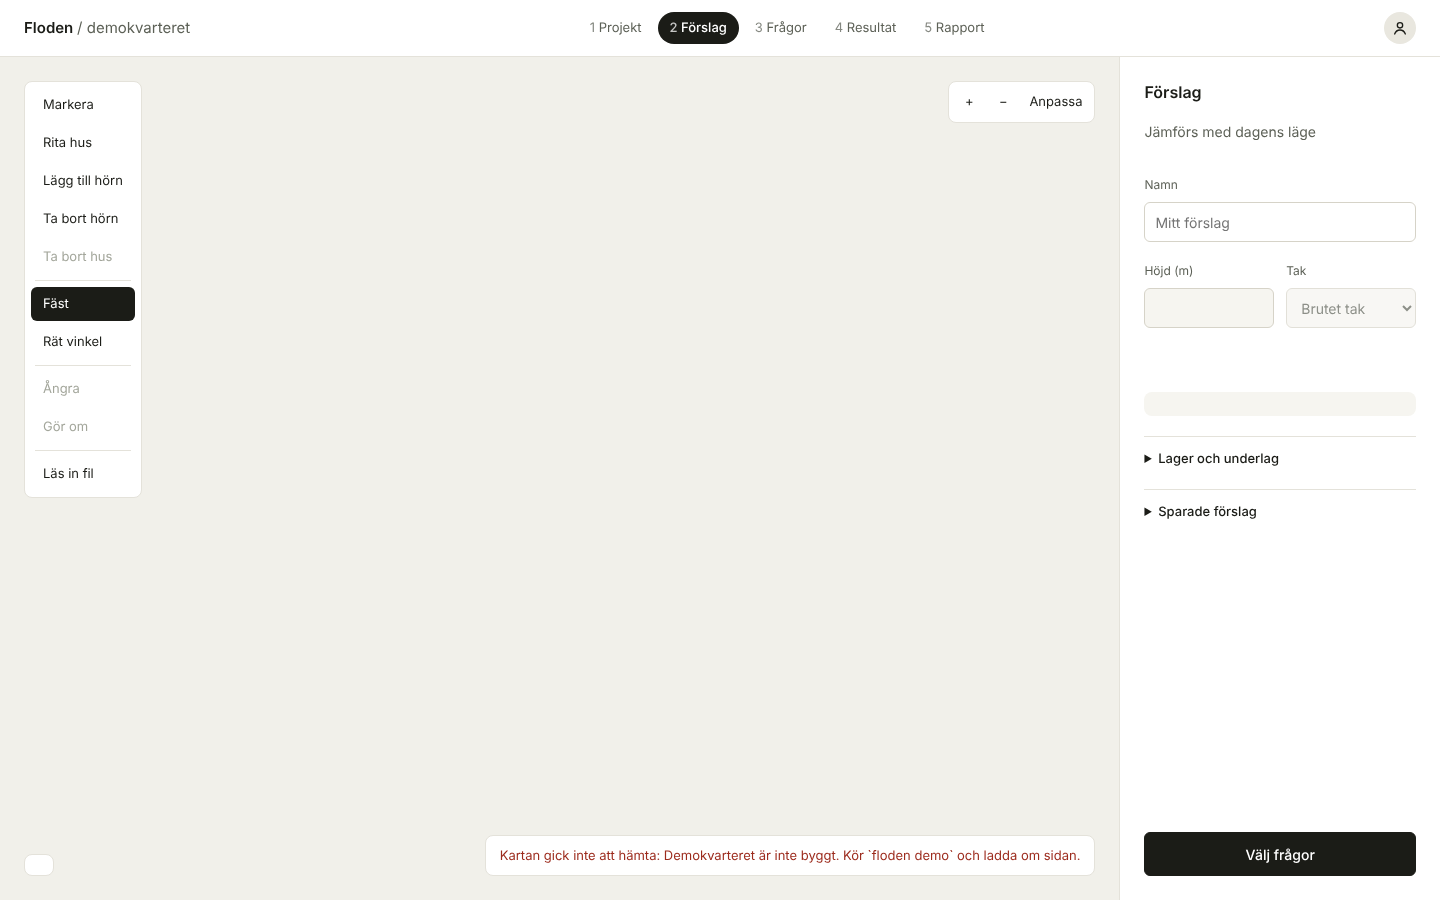 Floden / demokvarteret
1 Projekt
2 Förslag
3 Frågor
4 Resultat
5 Rapport
Markera
Rita hus
Lägg till hörn
Ta bort hörn
Ta bort hus
Fäst
Rät vinkel
Ångra
Gör om
Läs in fil
+ − Anpassa
Förslag
Jämförs med dagens läge
Namn
Mitt förslag
Höjd (m)
Tak
Brutet tak
Lager och underlag
Sparade förslag
Kartan gick inte att hämta: Demokvarteret är inte byggt. Kör `floden demo` och ladda om sidan.
Välj frågor